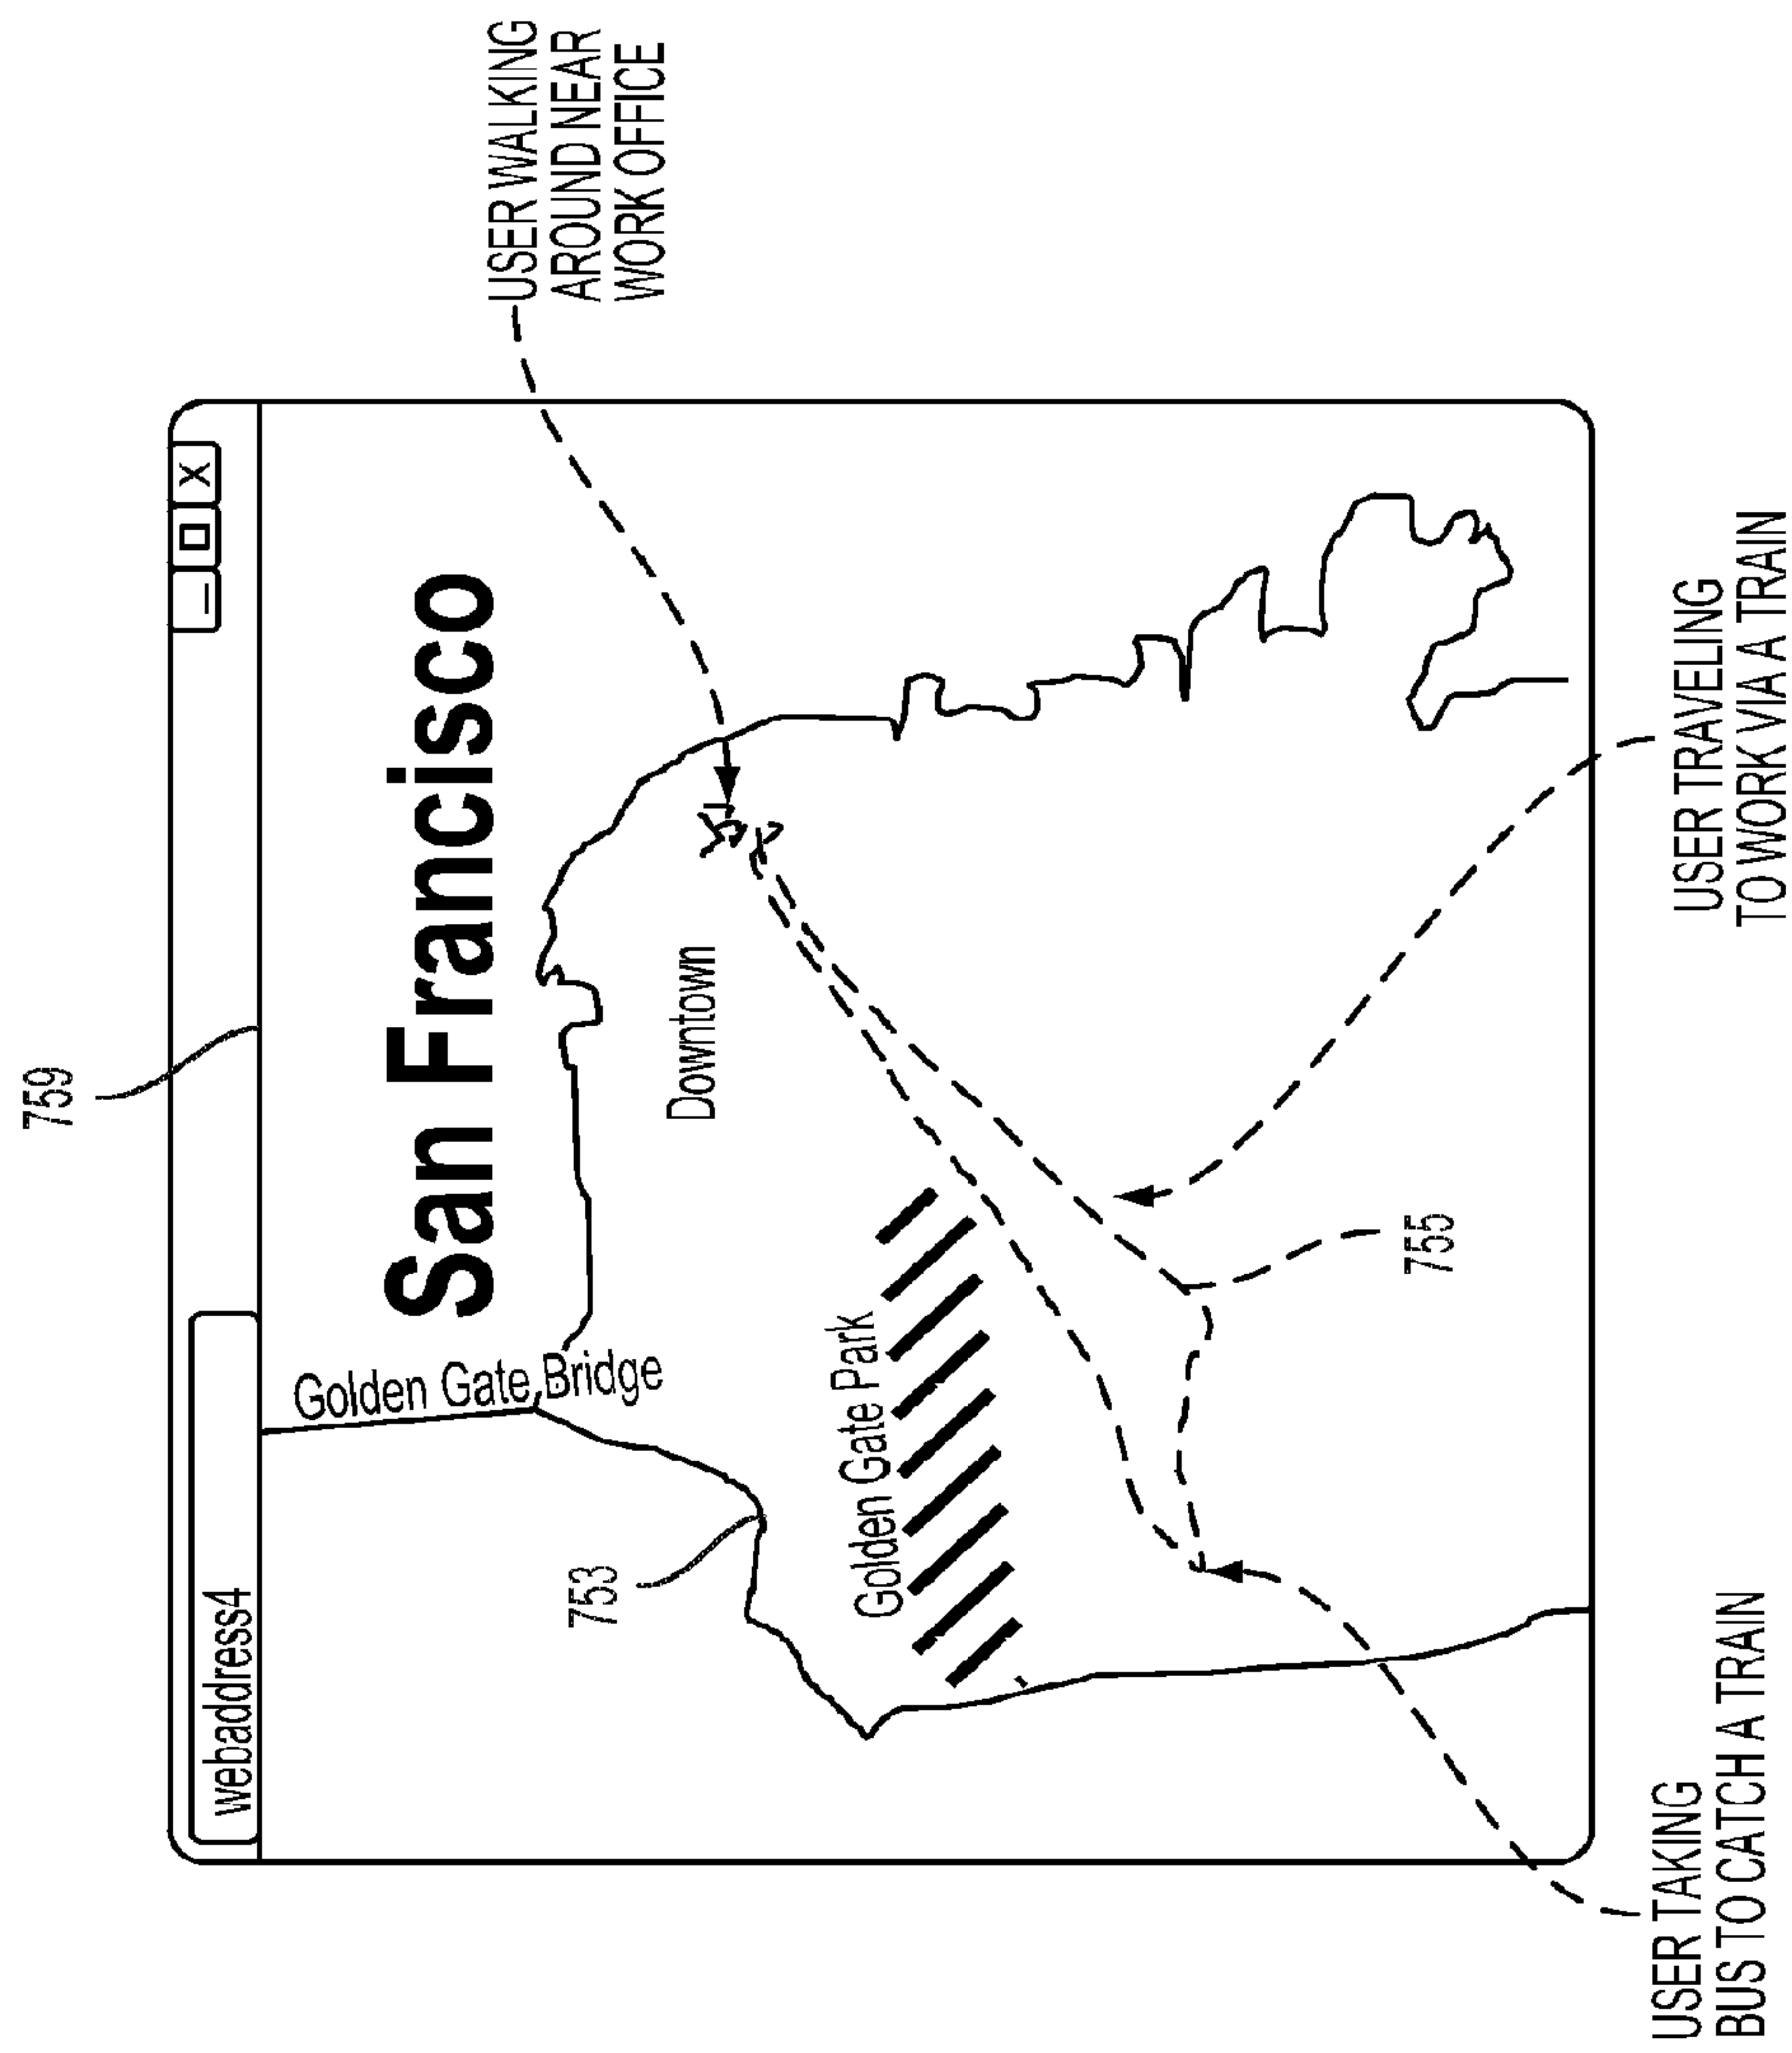 759
webaddress4
_ □ X
San Francisco
Golden Gate Bridge
USER WALKING
AROUND NEAR
WORK OFFICE
753
Downtown
Golden Gate Park
755
USER TAKING
BUS TO CATCH A TRAIN
USER TRAVELING
TO WORK VIA A TRAIN